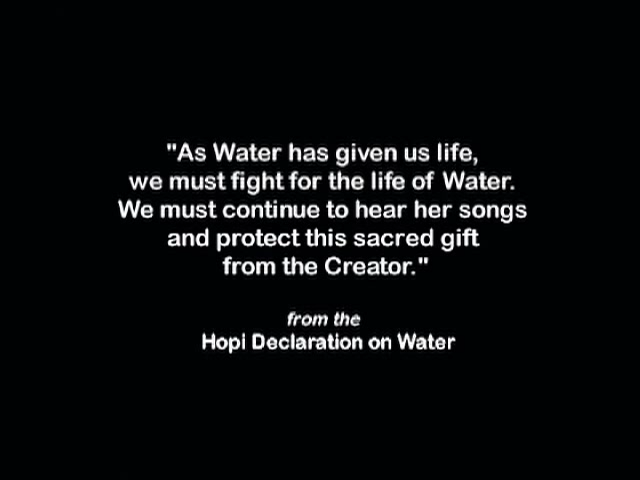 "As Water has given us life,
we must fight for the life of Water.
We must continue to hear her songs
and protect this sacred gift
from the Creator."
from the
Hopi Declaration on Water